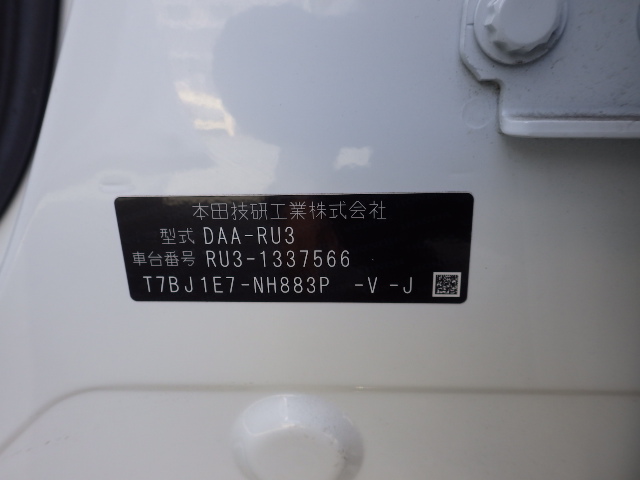 本田技研工業株式会社
型式 DAA-RU3
車台番号 RU3-1337566
T7BJ1E7-NH883P -V -J